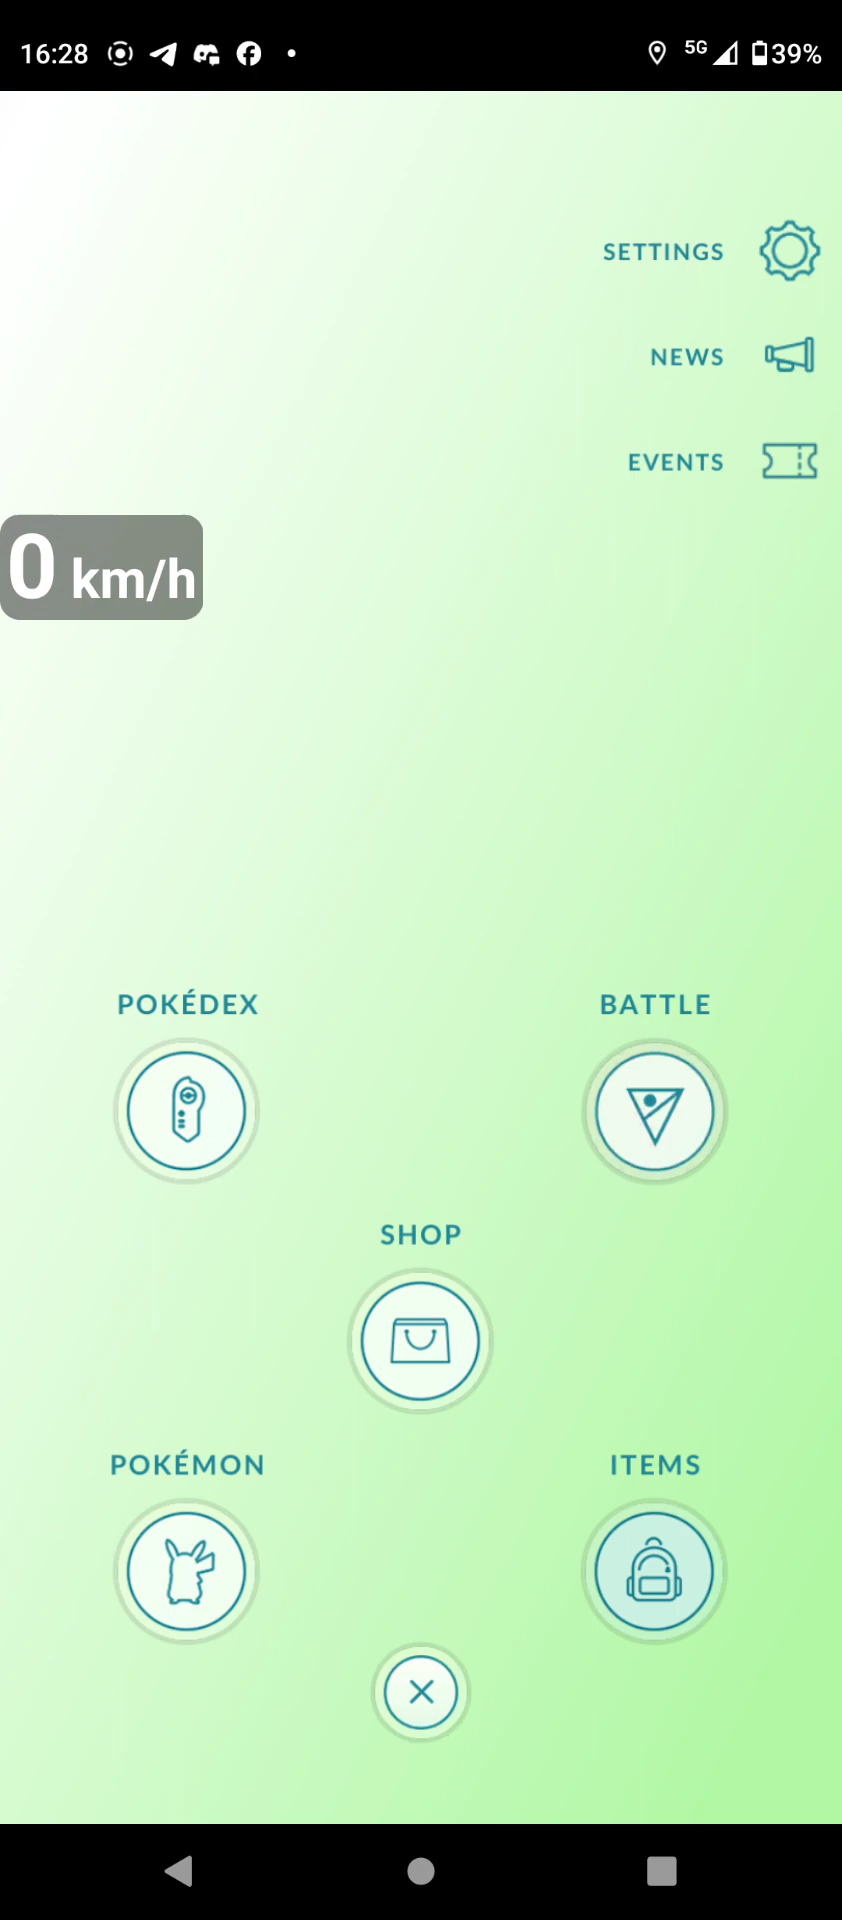 16:28 5G 39%
SETTINGS
NEWS
EVENTS
0 km/h
POKÉDEX BATTLE
SHOP
POKÉMON ITEMS